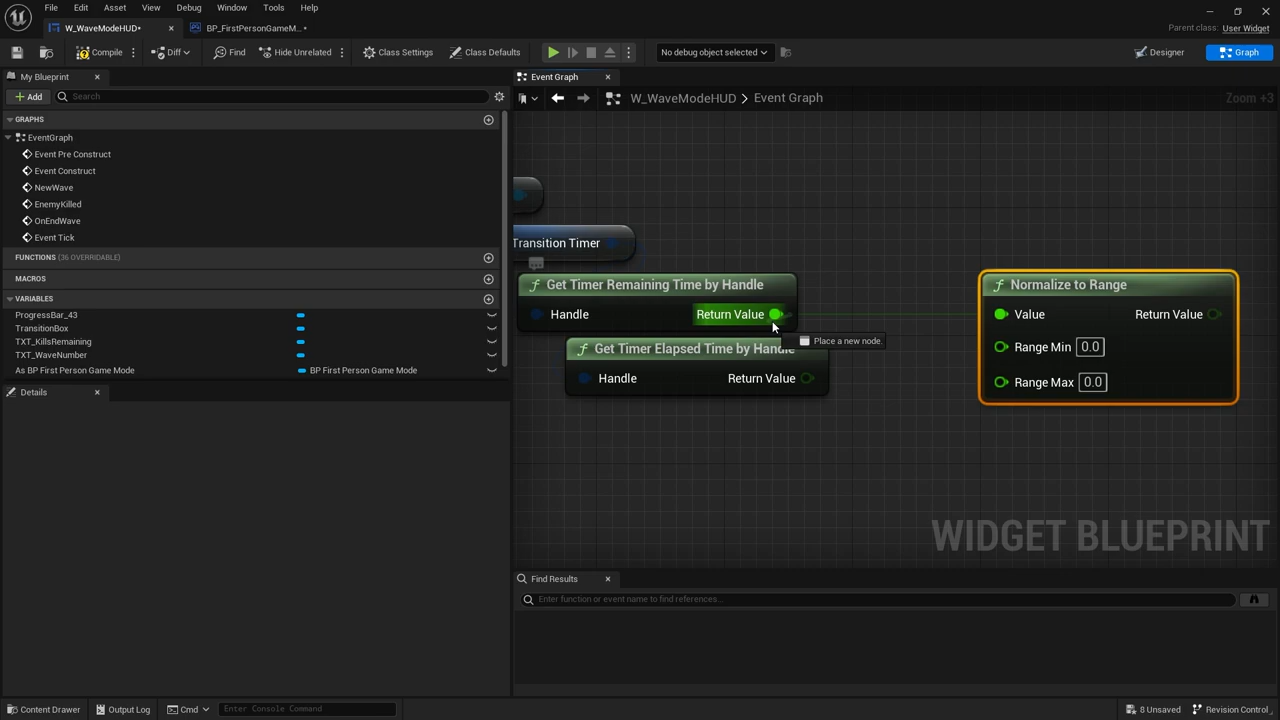 File Edit Asset View Debug Window Tools Help
W_WaveModeHUD•
BP_FirstPersonGameM... •
Parent class: User Widget
Compile
Diff
Find
Hide Unrelated
Class Settings
Class Defaults
No debug object selected
Designer
Graph
My Blueprint
Event Graph
Add
Search
W_WaveModeHUD > Event Graph
Zoom +3
GRAPHS
EventGraph
Event Pre Construct
Event Construct
NewWave
EnemyKilled
OnEndWave
Event Tick
FUNCTIONS (36 OVERRIDABLE)
MACROS
VARIABLES
ProgressBar_43
TransitionBox
TXT_KillsRemaining
TXT_WaveNumber
As BP First Person Game Mode
BP First Person Game Mode
Details
Transition Timer
Get Timer Remaining Time by Handle
Handle
Return Value
Place a new node.
Get Timer Elapsed Time by Handle
Handle
Return Value
Normalize to Range
Value
Return Value
Range Min 0.0
Range Max 0.0
WIDGET BLUEPRINT
Find Results
Enter function or event name to find references...
Content Drawer
Output Log
Cmd
Enter Console Command
8 Unsaved
Revision Control